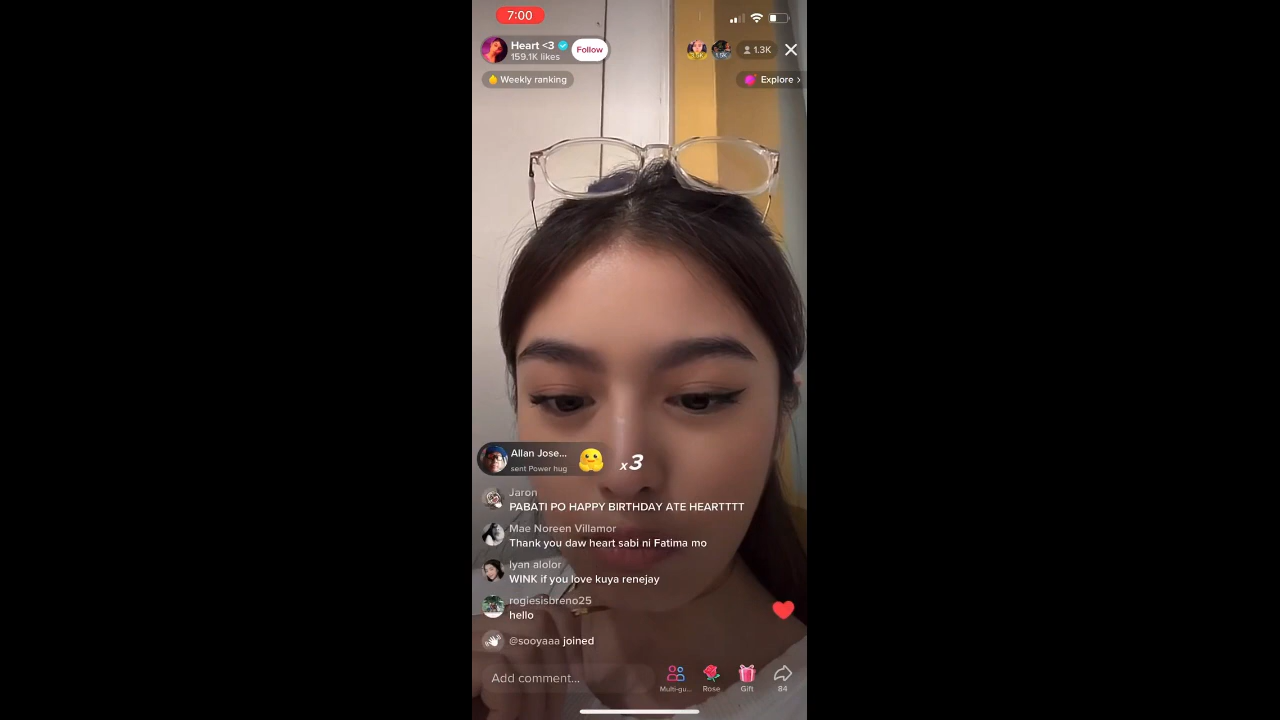 7:00
Heart <3
159.1K likes
Follow
1.3K
Weekly ranking
Explore >
Allan Jose...
sent Power hug
x3
Jaron
PABATI PO HAPPY BIRTHDAY ATE HEARTTTT
Mae Noreen Villamor
Thank you daw heart sabi ni Fatima mo
Iyan alolor
WINK if you love kuya renejay
rogiesisbreno25
hello
@sooyaaa joined
Add comment...
Multi-gu...
Rose
Gift
84